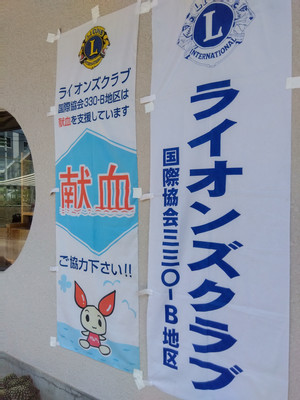 L
ライオンズクラブ
国際協会330-B地区は
献血を支援しています
献血
ご協力下さい!!
L
INTERNATIONAL
ライオンズクラブ
国際協会三三〇-B地区